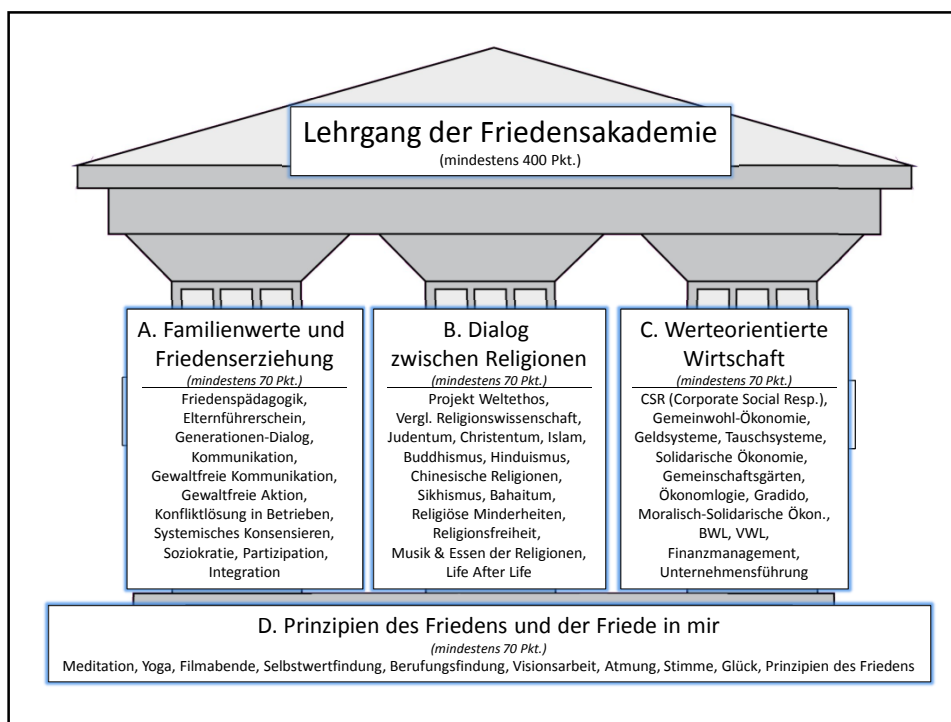 Lehrgang der Friedensakademie
(mindestens 400 Pkt.)
A. Familienwerte und
Friedenserziehung
(mindestens 70 Pkt.)
Friedenspädagogik,
Elternführerschein,
Generationen-Dialog,
Kommunikation,
Gewaltfreie Kommunikation,
Gewaltfreie Aktion,
Konfliktlösung in Betrieben,
Systemisches Konsensieren,
Soziokratie, Partizipation,
Integration
B. Dialog
zwischen Religionen
(mindestens 70 Pkt.)
Projekt Weltethos,
Vergl. Religionswissenschaft,
Judentum, Christentum, Islam,
Buddhismus, Hinduismus,
Chinesische Religionen,
Sikhismus, Bahaitum,
Religiöse Minderheiten,
Religionsfreiheit,
Musik & Essen der Religionen,
Life After Life
C. Werteorientierte
Wirtschaft
(mindestens 70 Pkt.)
CSR (Corporate Social Resp.),
Gemeinwohl-Ökonomie,
Geldsysteme, Tauschsysteme,
Solidarische Ökonomie,
Gemeinschaftsgärten,
Ökonomlogie, Gradido,
Moralisch-Solidarische Ökon.,
BWL, VWL,
Finanzmanagement,
Unternehmensführung
D. Prinzipien des Friedens und der Friede in mir
(mindestens 70 Pkt.)
Meditation, Yoga, Filmabende, Selbstwertfindung, Berufungsfindung, Visionsarbeit, Atmung, Stimme, Glück, Prinzipien des Friedens